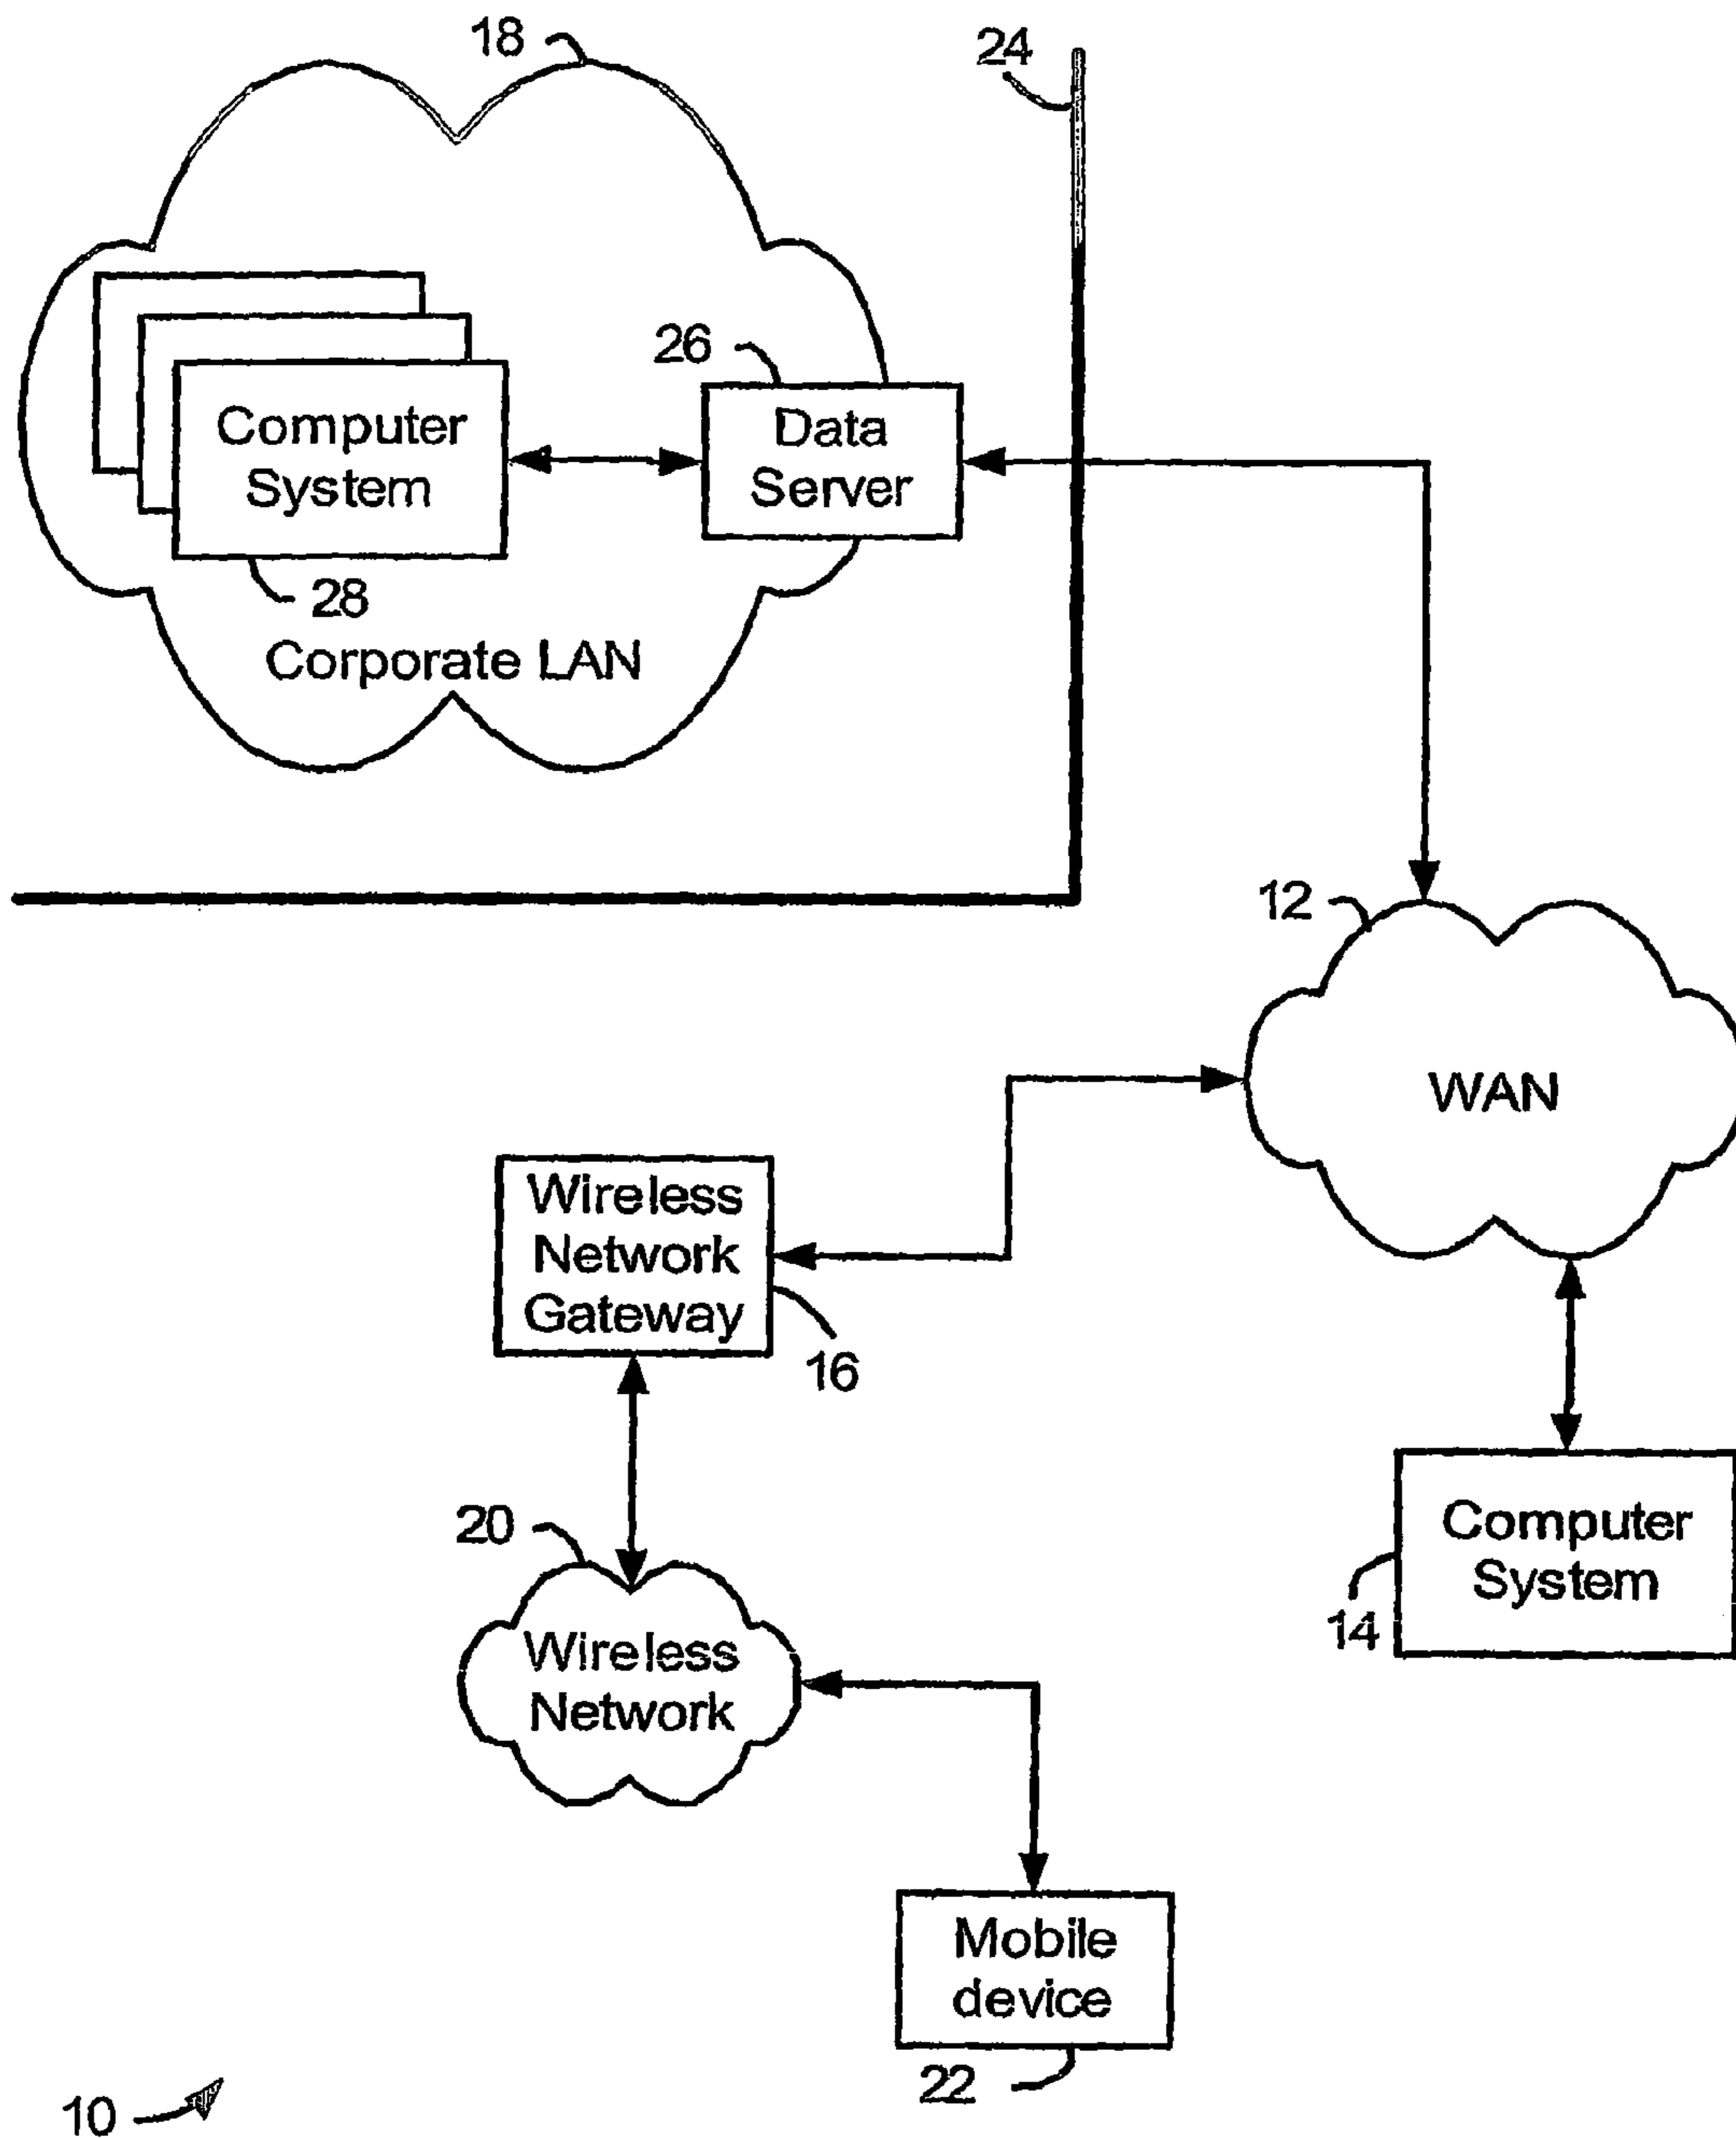 18
24
26
Computer
System
Data
Server
28
Corporate LAN
12
WAN
Wireless
Network
Gateway
16
20
Computer
System
Wireless
Network
14
Mobile
device
22
10